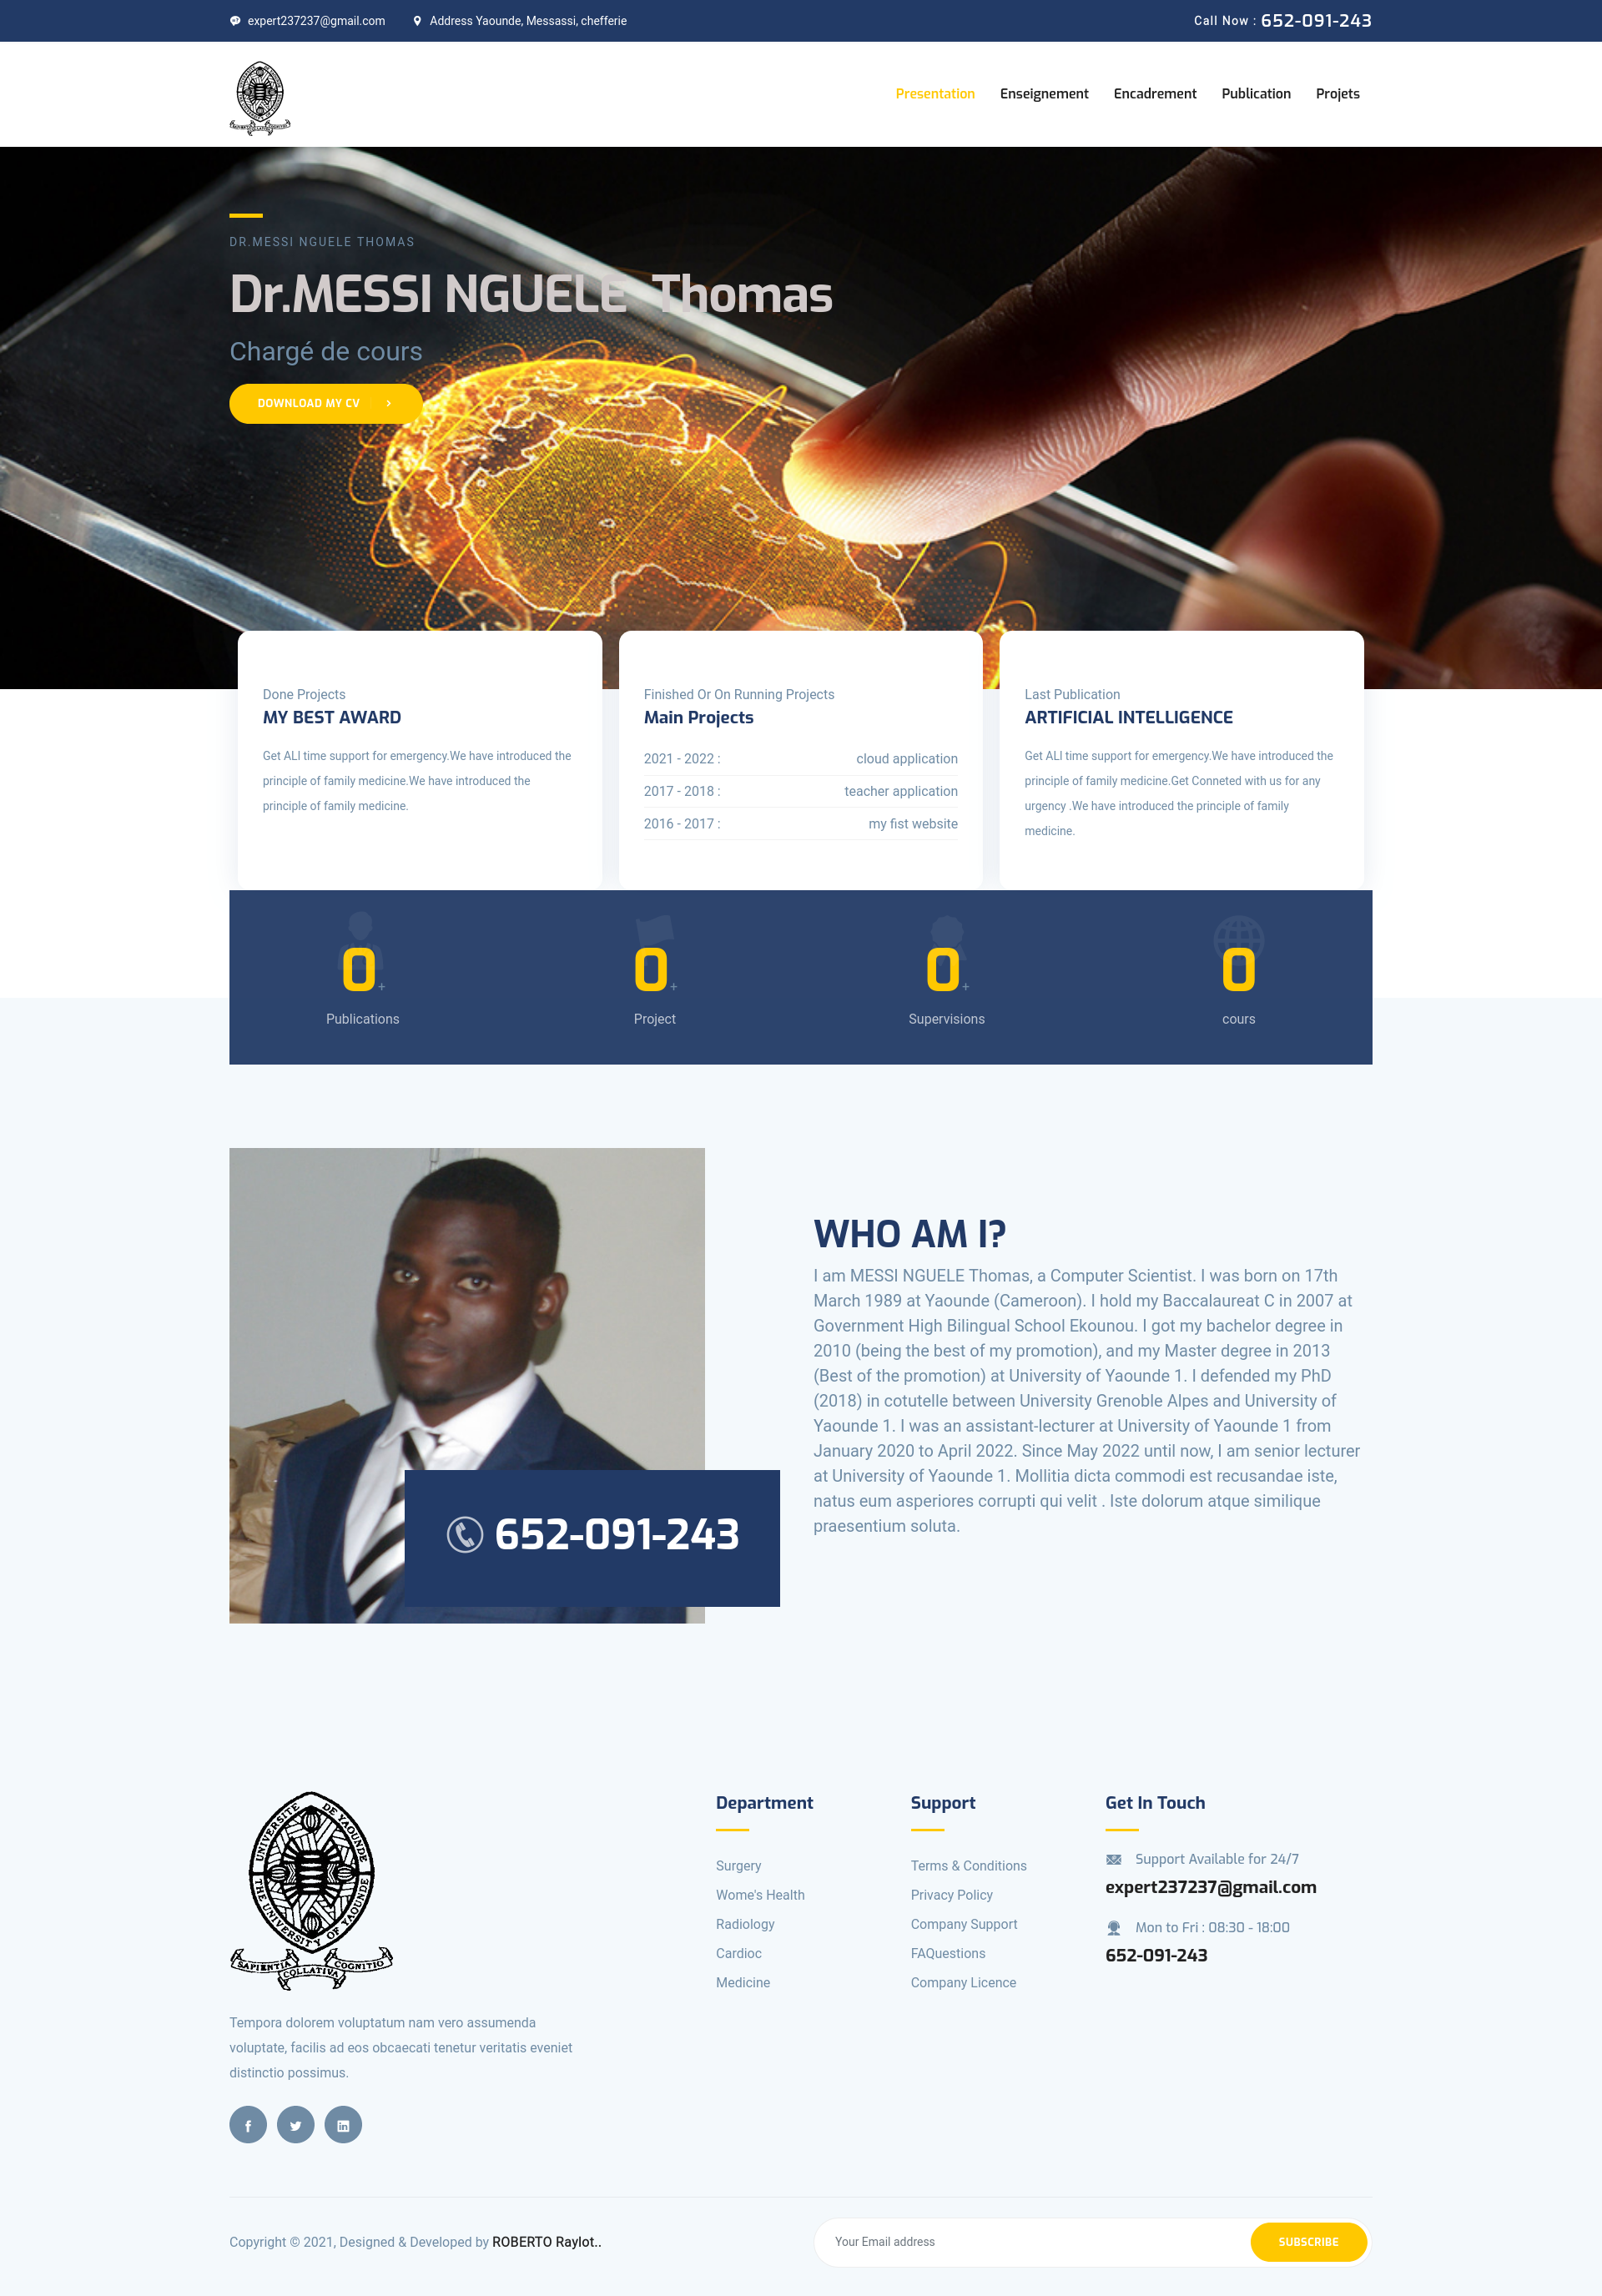 expert237237@gmail.com
Address Yaounde, Messassi, chefferie
Call Now : 652-091-243
Presentation
Enseignement
Encadrement
Publication
Projets
DR.MESSI NGUELE THOMAS
Dr.MESSI NGUELE Thomas
Chargé de cours
DOWNLOAD MY CV
Done Projects
MY BEST AWARD
Get ALl time support for emergency.We have introduced the
principle of family medicine.We have introduced the
principle of family medicine.
Finished Or On Running Projects
Main Projects
2021 - 2022 : cloud application
2017 - 2018 : teacher application
2016 - 2017 : my fist website
Last Publication
ARTIFICIAL INTELLIGENCE
Get ALl time support for emergency.We have introduced the
principle of family medicine.Get Conneted with us for any
urgency .We have introduced the principle of family
medicine.
0+
Publications
0+
Project
0+
Supervisions
0
cours
652-091-243
WHO AM I?
I am MESSI NGUELE Thomas, a Computer Scientist. I was born on 17th
March 1989 at Yaounde (Cameroon). I hold my Baccalaureat C in 2007 at
Government High Bilingual School Ekounou. I got my bachelor degree in
2010 (being the best of my promotion), and my Master degree in 2013
(Best of the promotion) at University of Yaounde 1. I defended my PhD
(2018) in cotutelle between University Grenoble Alpes and University of
Yaounde 1. I was an assistant-lecturer at University of Yaounde 1 from
January 2020 to April 2022. Since May 2022 until now, I am senior lecturer
at University of Yaounde 1. Mollitia dicta commodi est recusandae iste,
natus eum asperiores corrupti qui velit . Iste dolorum atque similique
praesentium soluta.
UNIVERSITE DE YAOUNDE
THE UNIVERSITY OF YAOUNDE
SAPIENTIA COLLATIVA COGNITIO
Tempora dolorem voluptatum nam vero assumenda
voluptate, facilis ad eos obcaecati tenetur veritatis eveniet
distinctio possimus.
Department
Surgery
Wome's Health
Radiology
Cardioc
Medicine
Support
Terms & Conditions
Privacy Policy
Company Support
FAQuestions
Company Licence
Get In Touch
Support Available for 24/7
expert237237@gmail.com
Mon to Fri : 08:30 - 18:00
652-091-243
Copyright © 2021, Designed & Developed by ROBERTO Raylot..
Your Email address
SUBSCRIBE